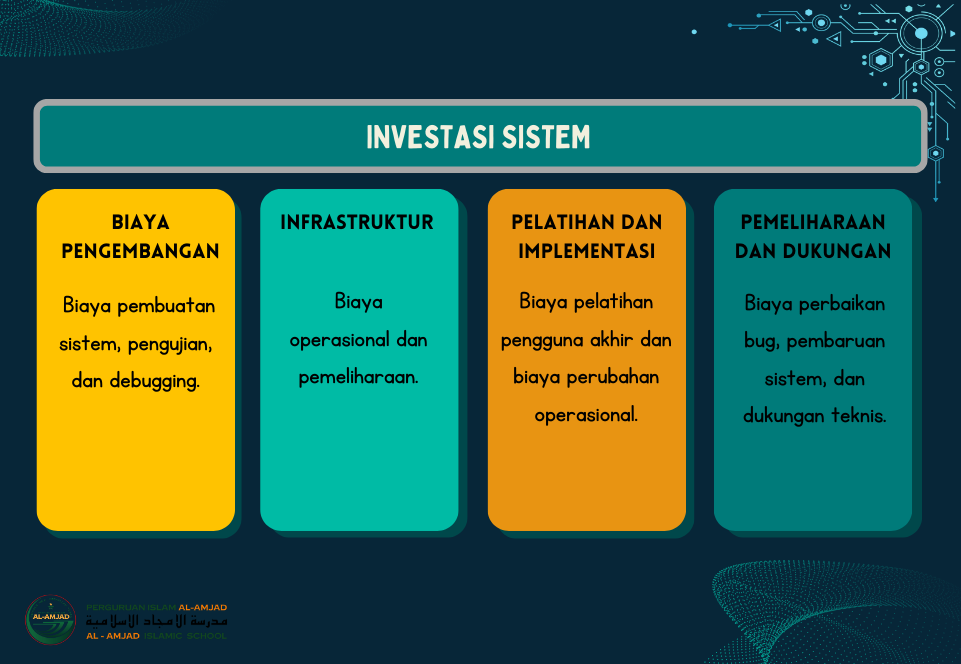 INVESTASI SISTEM
BIAYA
PENGEMBANGAN
Biaya pembuatan
sistem, pengujian,
dan debugging.
INFRASTRUKTUR
Biaya
operasional dan
pemeliharaan.
PELATIHAN DAN
IMPLEMENTASI
Biaya pelatihan
pengguna akhir dan
biaya perubahan
operasional.
PEMELIHARAAN
DAN DUKUNGAN
Biaya perbaikan
bug, pembaruan
sistem, dan
dukungan teknis.
AL-AMJAD
PERGURUAN ISLAM AL-AMJAD
مدرسة الامجاد الاسلامية
AL - AMJAD ISLAMIC SCHOOL